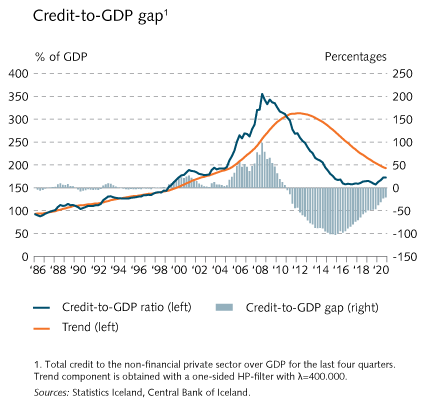 Credit-to-GDP gap¹
% of GDP Percentages
400 250
350 200
300 150
250 100
200 50
150 0
100 -50
50 -100
0 -150
'86 '88 '90 '92 '94 '96 '98 '00 '02 '04 '06 '08 '10 '12 '14 '16 '18 '20
Credit-to-GDP ratio (left) Credit-to-GDP gap (right)
Trend (left)
1. Total credit to the non-financial private sector over GDP for the last four quarters.
Trend component is obtained with a one-sided HP-filter with λ=400.000.
Sources: Statistics Iceland, Central Bank of Iceland.